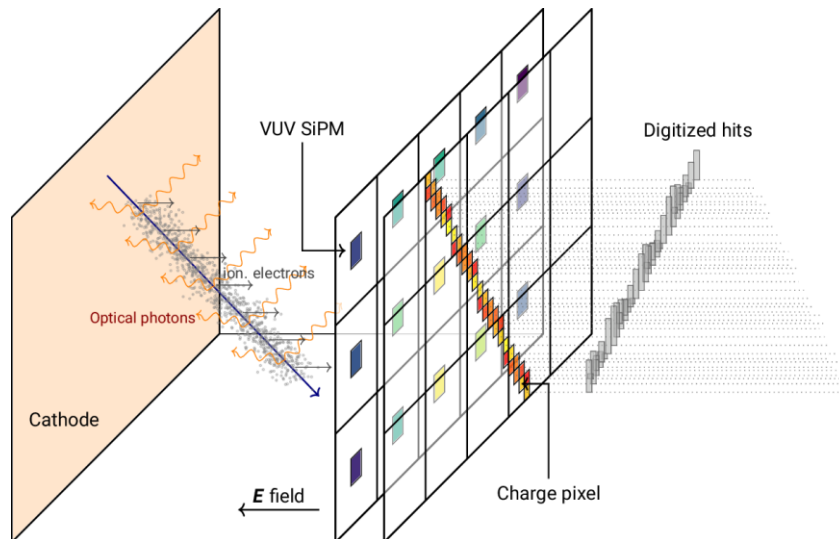 VUV SiPM
Digitized hits
ion. electrons
Optical photons
Cathode
E field
Charge pixel